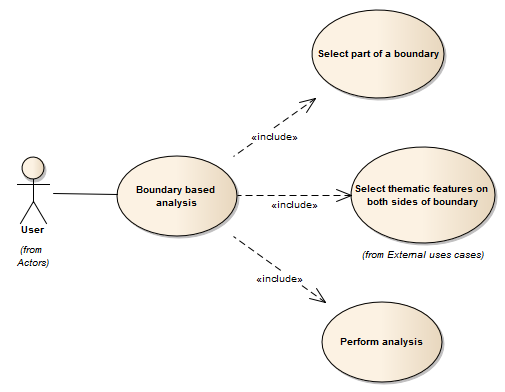 Select part of a boundary
«include»
Boundary based
analysis
«include»
Select thematic features on
both sides of boundary
(from External uses cases)
User
(from
Actors)
«include»
Perform analysis